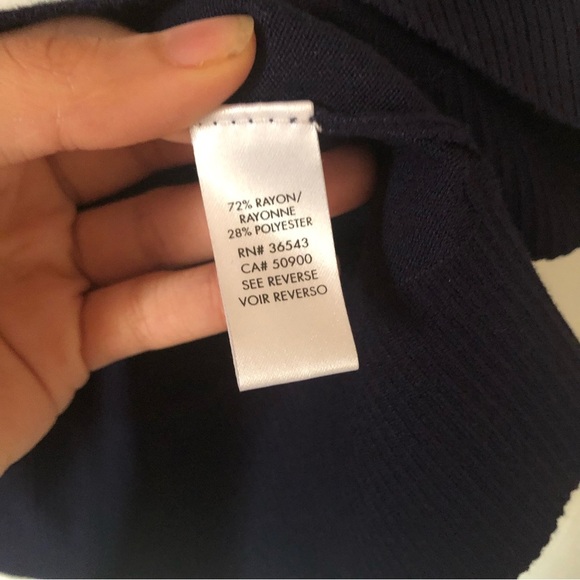 72% RAYON/
RAYONNE
28% POLYESTER
RN# 36543
CA# 50900
SEE REVERSE
VOIR REVERSO